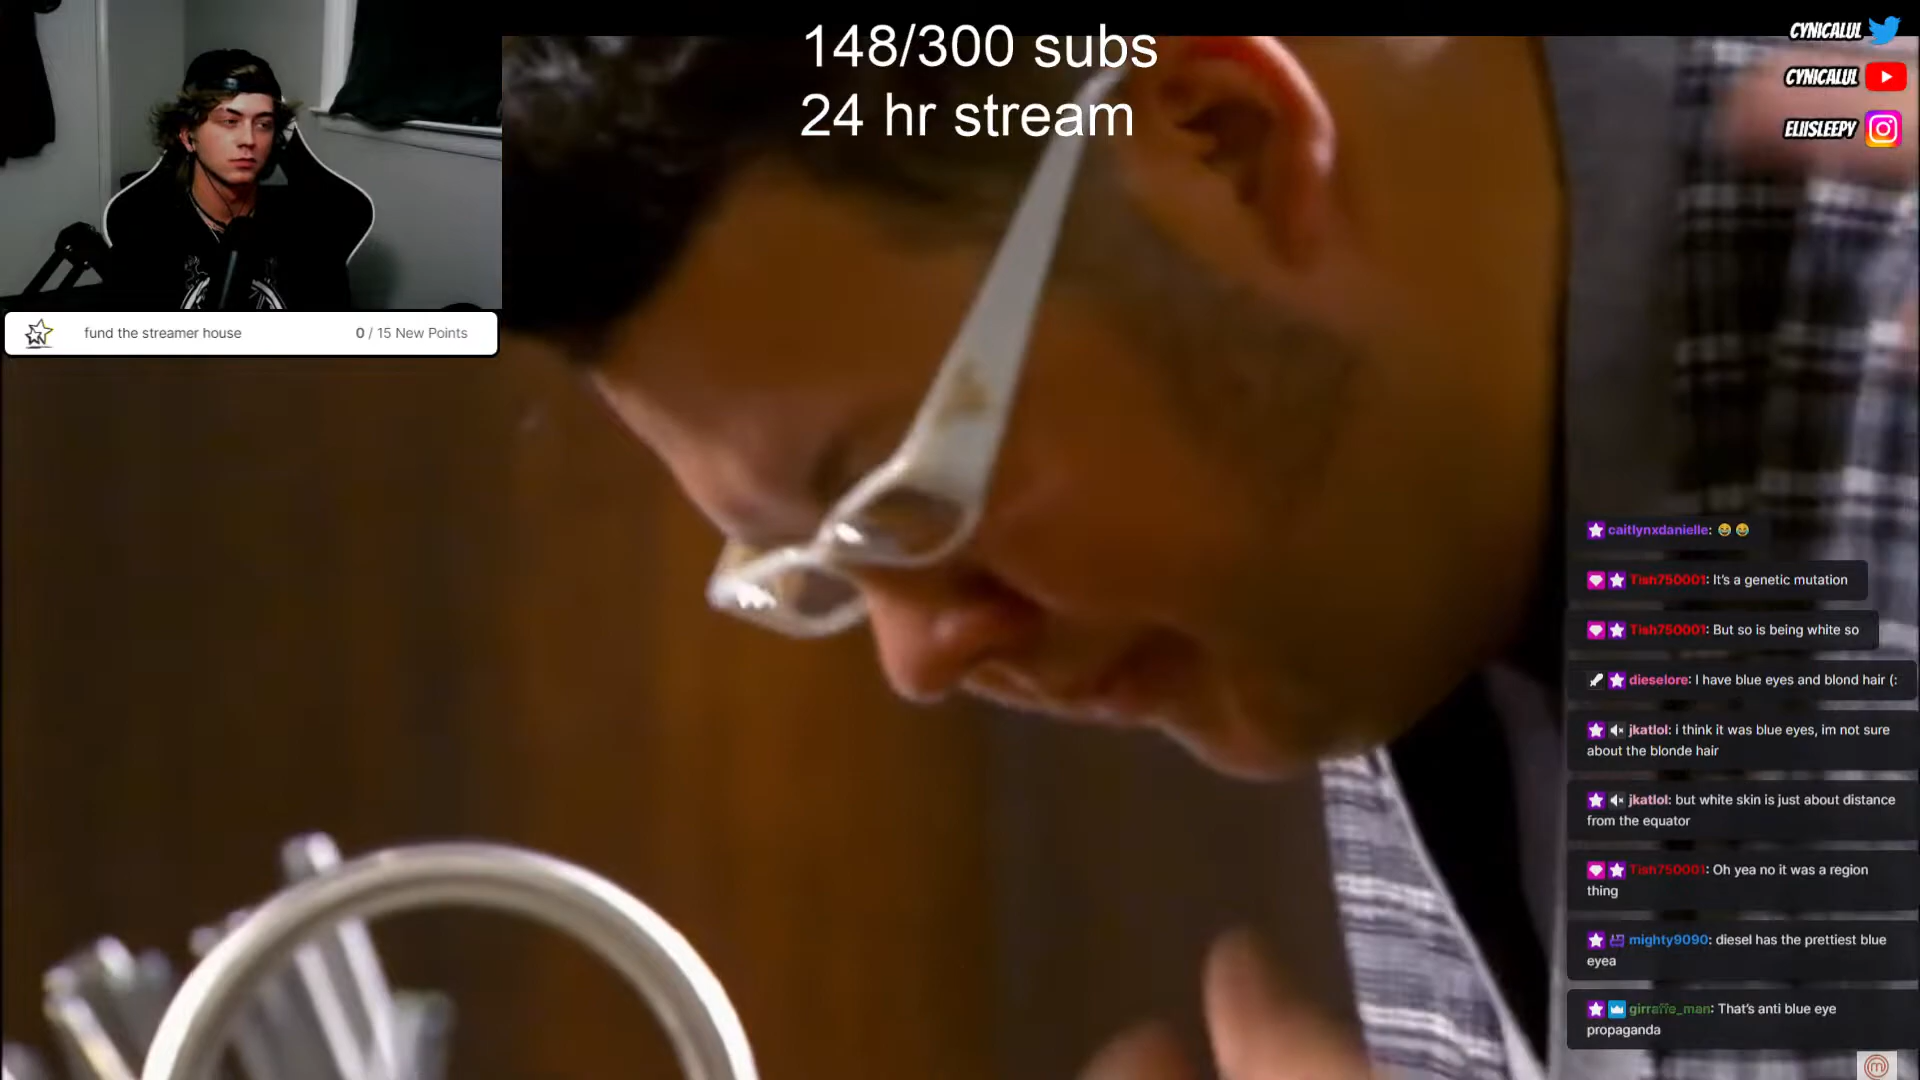 148/300 subs
24 hr stream
CYNICALUL
CYNICALUL
ELIISLEEPY
fund the streamer house
0 / 15 New Points
caitlynxdanielle: 😂 😂
Tish750001: It's a genetic mutation
Tish750001: But so is being white so
dieselore: I have blue eyes and blond hair (:
jkatlol: i think it was blue eyes, im not sure
about the blonde hair
jkatlol: but white skin is just about distance
from the equator
Tish750001: Oh yea no it was a region
thing
mighty9090: diesel has the prettiest blue
eyea
girraffe_man: That's anti blue eye
propaganda